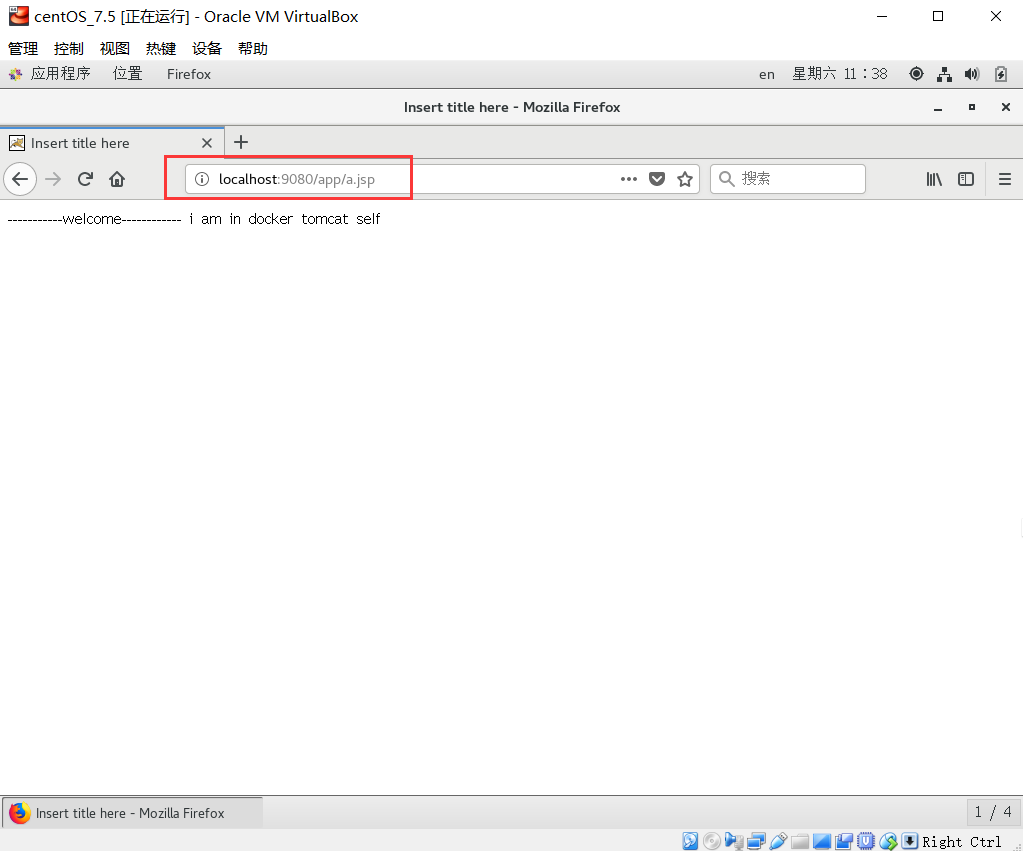 centOS_7.5 [正在运行] - Oracle VM VirtualBox
管理 控制 视图 热键 设备 帮助
应用程序 位置 Firefox en 星期六 11：38
Insert title here - Mozilla Firefox
Insert title here
localhost:9080/app/a.jsp 搜索
-----------welcome------------ i am in docker tomcat self
Insert title here - Mozilla Firefox 1 / 4
Right Ctrl